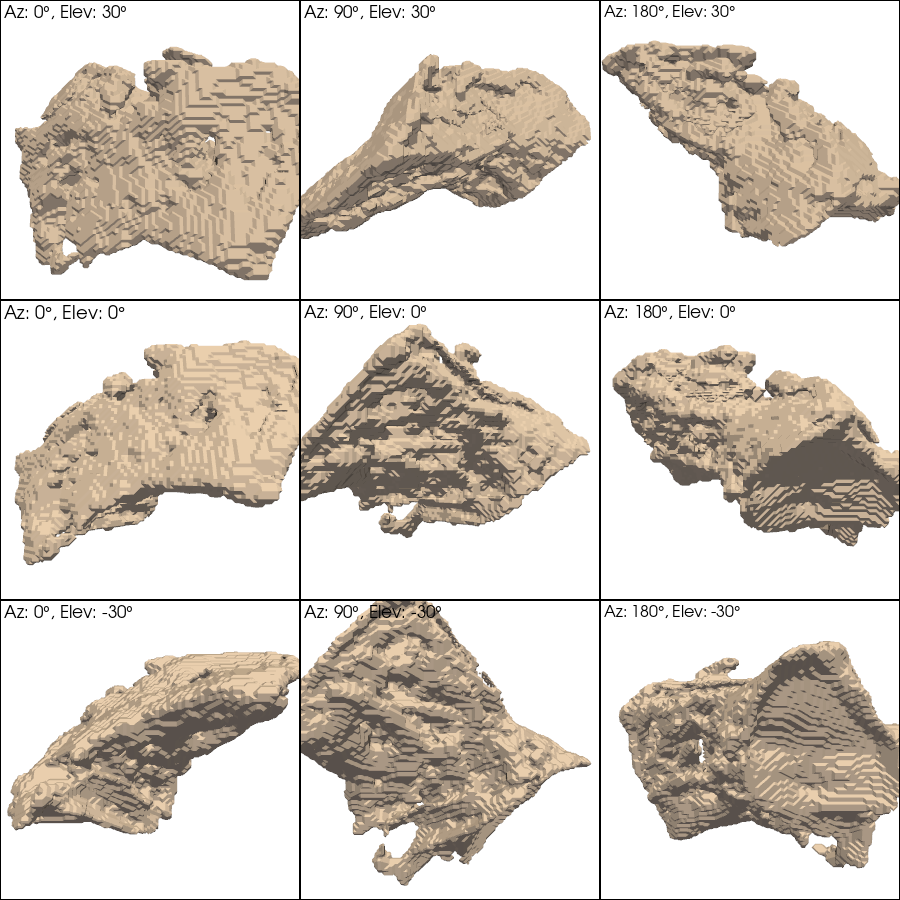 Az: 0°, Elev: 30°
Az: 90°, Elev: 30°
Az: 180°, Elev: 30°
Az: 0°, Elev: 0°
Az: 90°, Elev: 0°
Az: 180°, Elev: 0°
Az: 0°, Elev: -30°
Az: 90°, Elev: -30°
Az: 180°, Elev: -30°